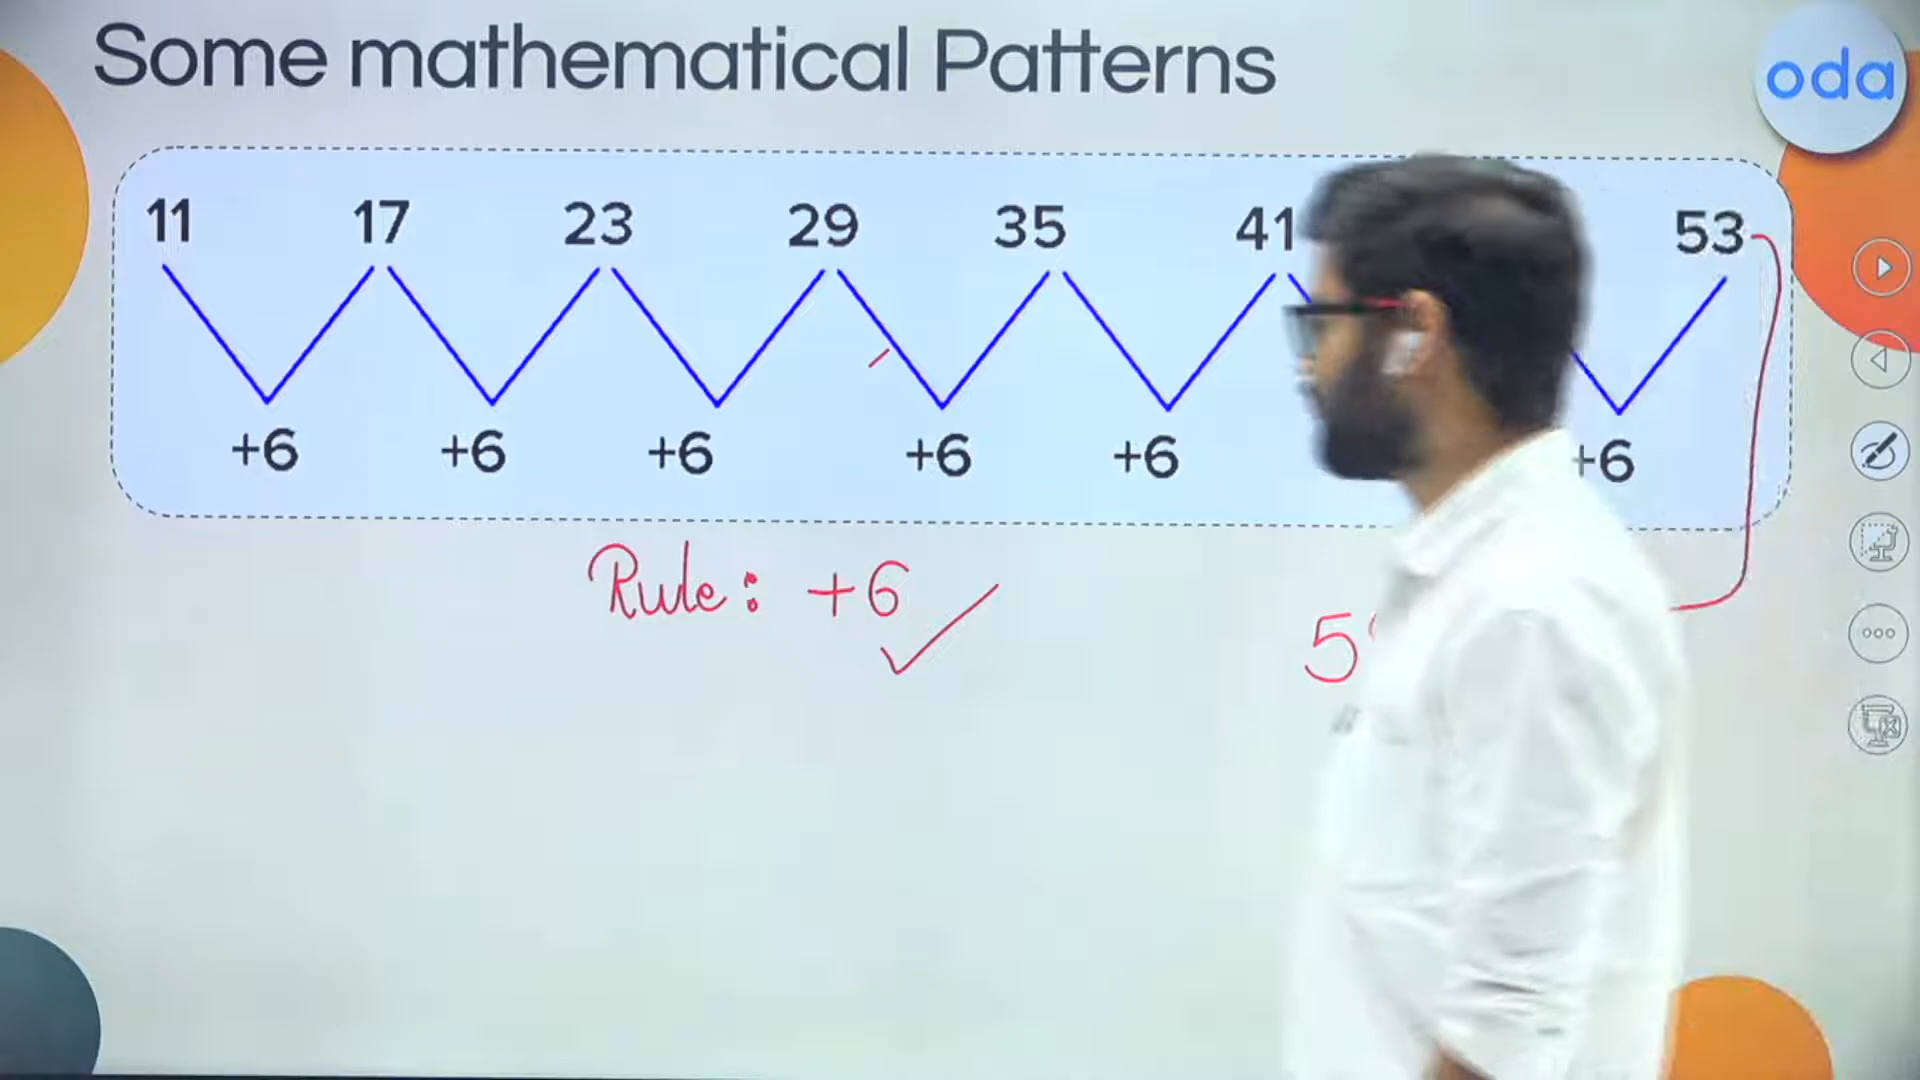 Some mathematical Patterns
oda
11 17 23 29 35 41 53
+6 +6 +6 +6 +6 +6
Rule: +6
5